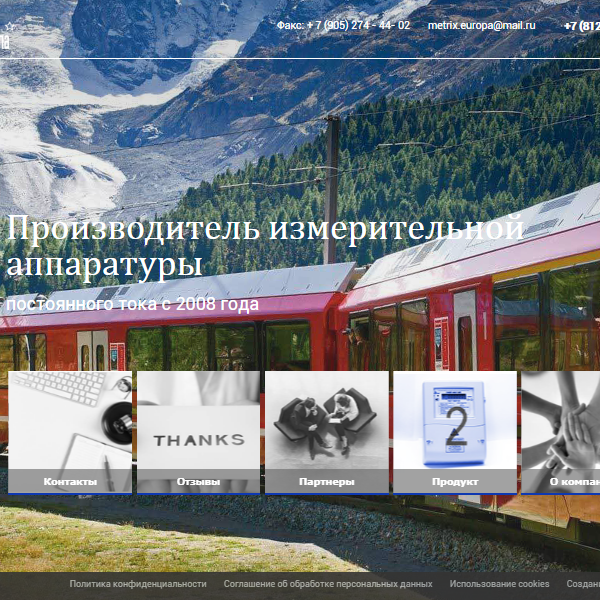 Факс: + 7 (905) 274 - 44- 02 metrix.europa@mail.ru +7 (812
Производитель измерительной
аппаратуры
постоянного тока с 2008 года
THANKS
2
Контакты Отзывы Партнеры Продукт О компан
Политика конфиденциальности Соглашение об обработке персональных данных Использование cookies Создан